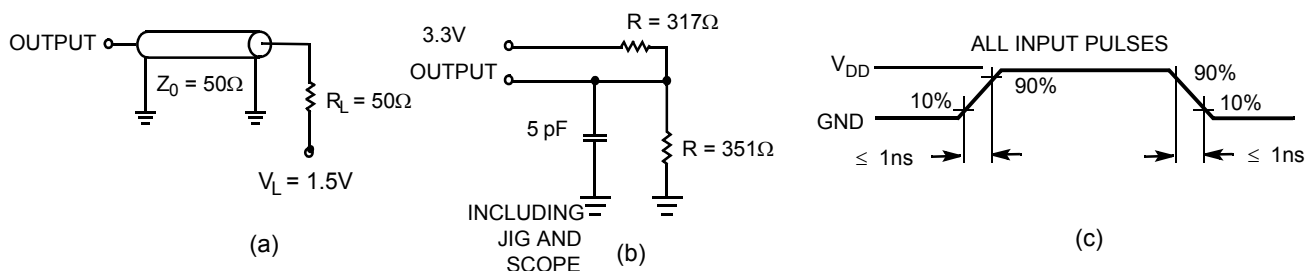 OUTPUT
Z0 = 50Ω
RL = 50Ω
VL = 1.5V
(a)
R = 317Ω
3.3V
OUTPUT
5 pF
R = 351Ω
INCLUDING
JIG AND
SCOPE
(b)
ALL INPUT PULSES
VDD
90%
90%
10%
10%
GND
≤ 1ns
≤ 1ns
(c)